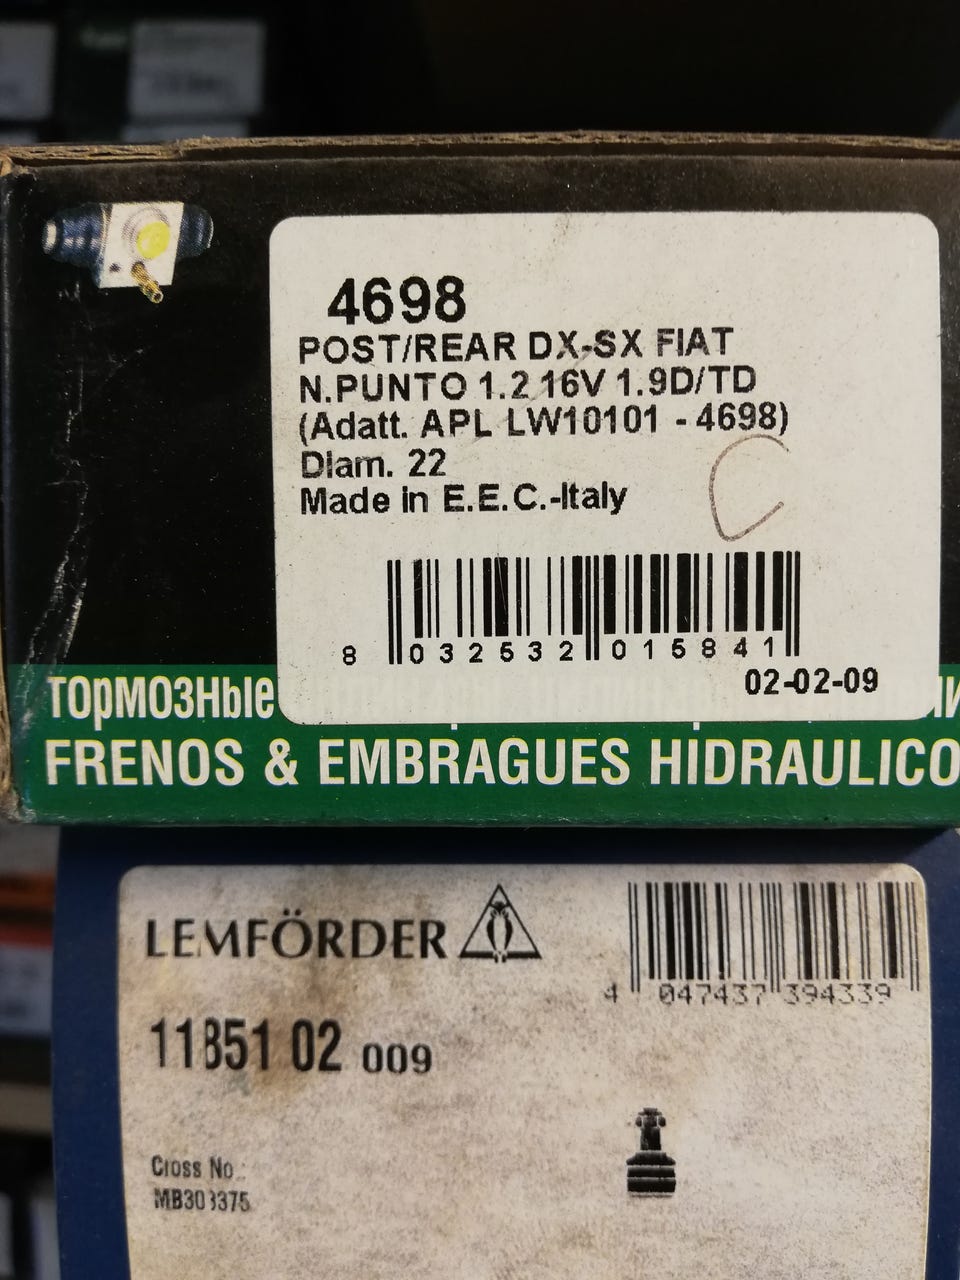 4698
POST/REAR DX-SX FIAT
N.PUNTO 1.2 16V 1.9D/TD
(Adatt. APL LW10101 - 4698)
Diam. 22
Made in E.E.C.-Italy
C
8 032532 015841
02-02-09
тормозные
FRENOS & EMBRAGUES HIDRAULICO
LEMFÖRDER
4 047437 394339
11851 02 009
Cross No.: